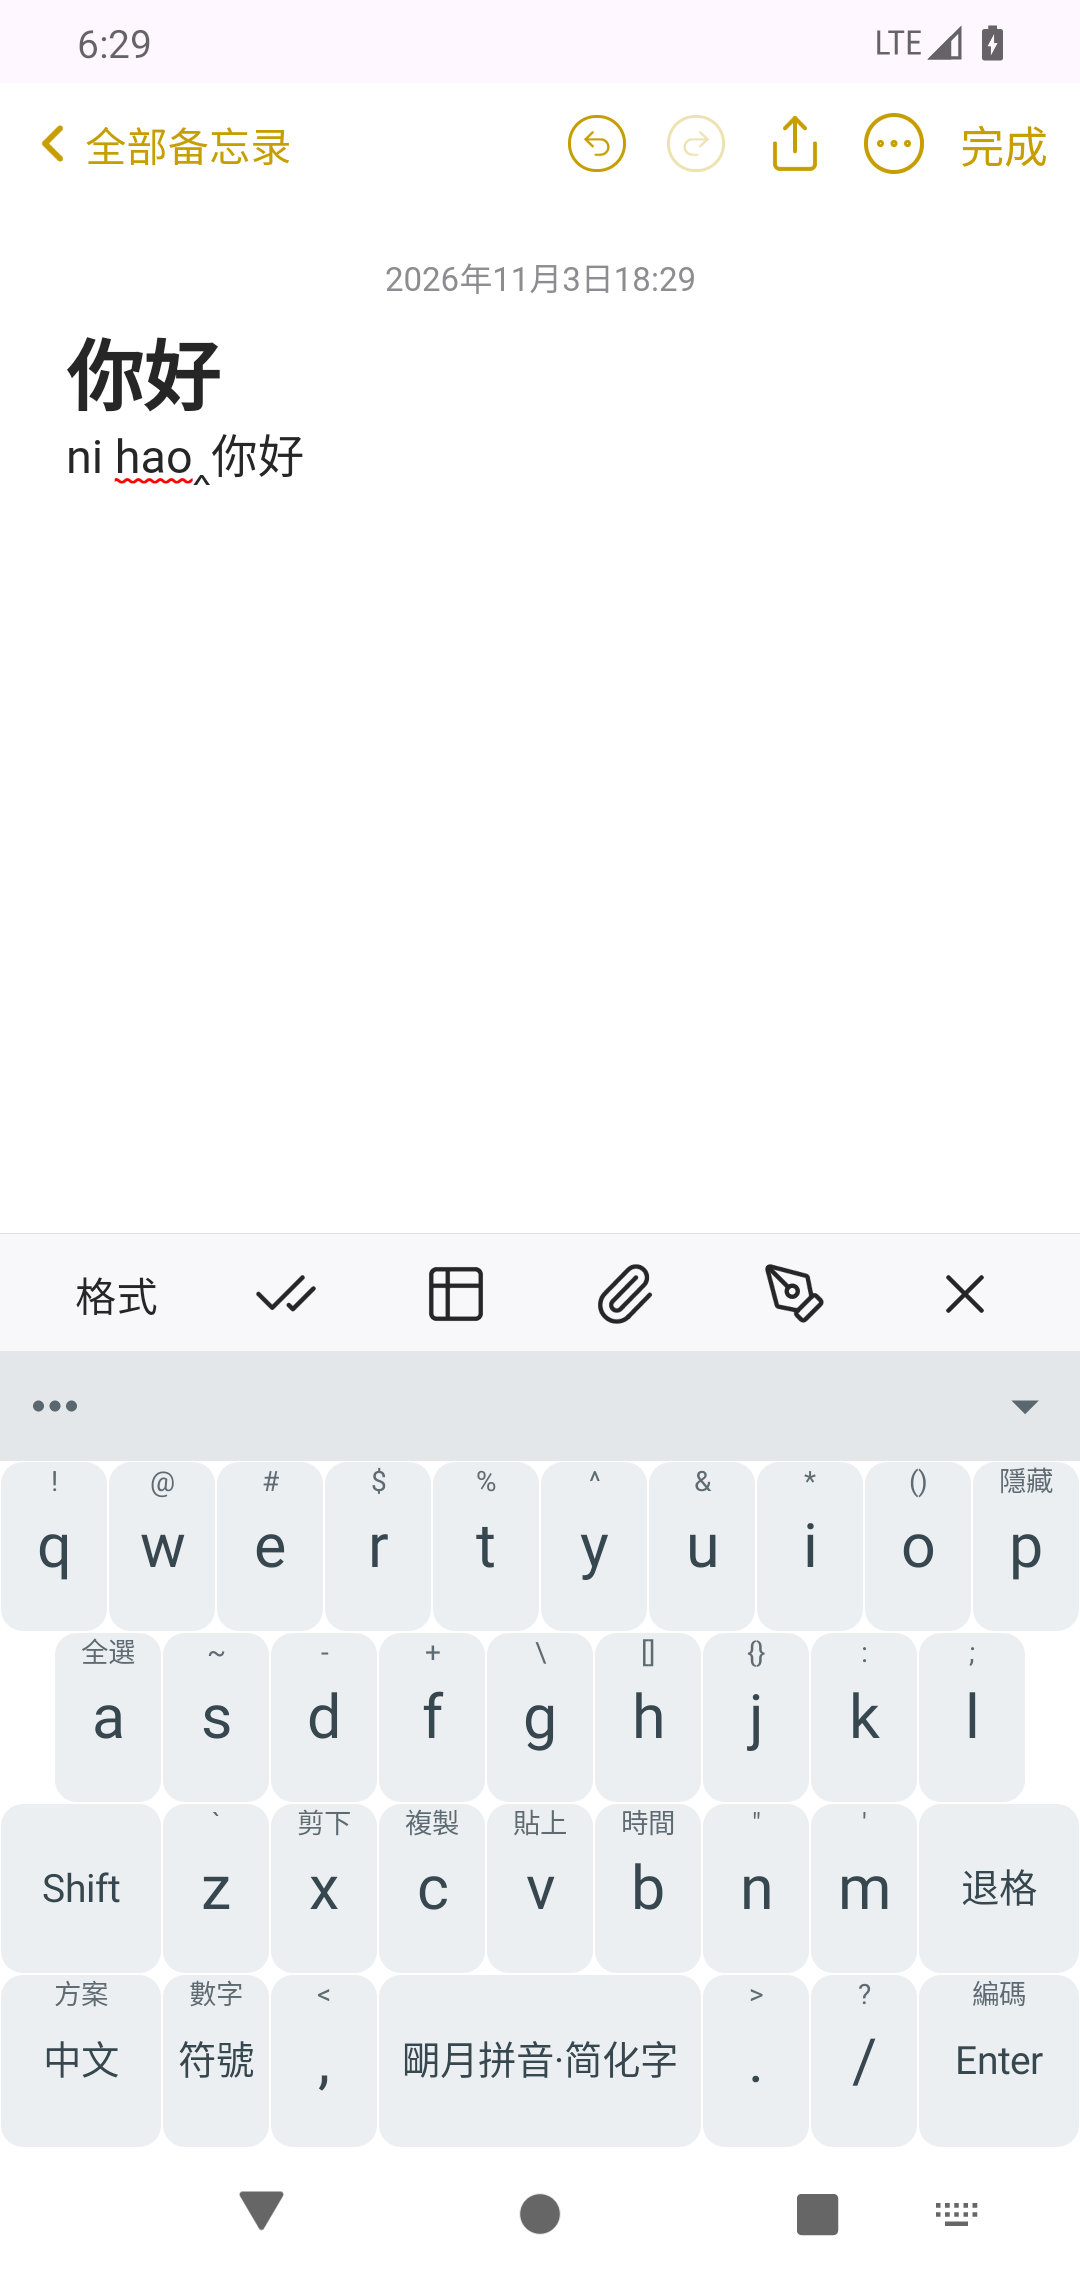 6:29
LTE
全部备忘录
完成
2026年11月3日18:29
你好
ni hao‸你好
格式
! @ # $ % ^ & * () 隱藏
q w e r t y u i o p
全選 ~ - + \ [] {} : ;
a s d f g h j k l
` 剪下 複製 貼上 時間 " '
Shift z x c v b n m 退格
方案 數字 < > ? 編碼
中文 符號 , 朙月拼音·简化字 . / Enter